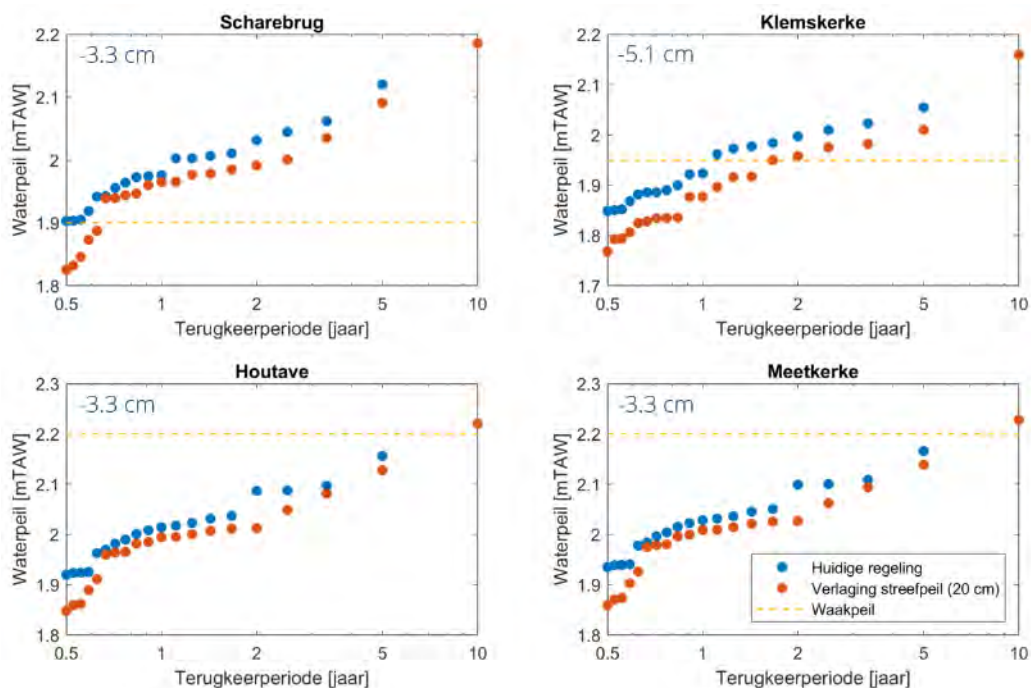 Scharebrug
-3.3 cm
Waterpeil [mTAW]
2.2
2.1
2
1.9
1.8
0.5 1 2 5 10
Terugkeerperiode [jaar]
Klemskerke
-5.1 cm
Waterpeil [mTAW]
2.2
2.1
2
1.9
1.8
1.7
0.5 1 2 5 10
Terugkeerperiode [jaar]
Houtave
-3.3 cm
Waterpeil [mTAW]
2.3
2.2
2.1
2
1.9
1.8
0.5 1 2 5 10
Terugkeerperiode [jaar]
Meetkerke
-3.3 cm
Waterpeil [mTAW]
2.3
2.2
2.1
2
1.9
1.8
0.5 1 2 5 10
Terugkeerperiode [jaar]
Huidige regeling
Verlaging streefpeil (20 cm)
Waakpeil